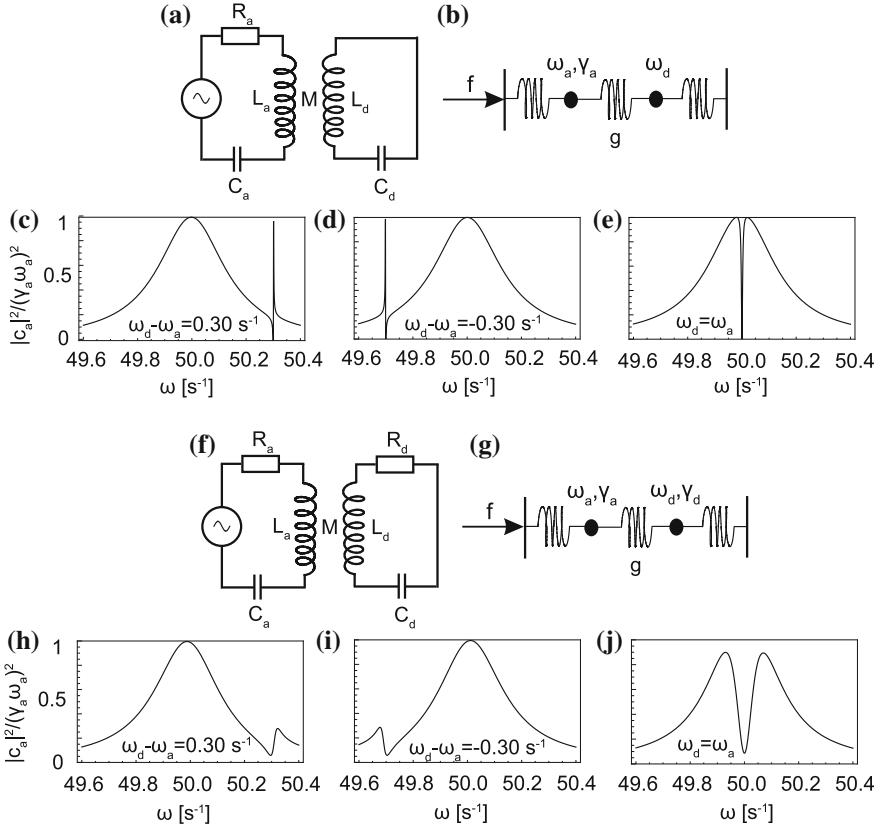 (a)
R_a
L_a M L_d
C_a C_d
(b)
f
ω_a,γ_a ω_d
g
(c) (d) (e)
|c_a|²/(γ_aω_a)²
1
0.5
0
ω_d-ω_a=0.30 s⁻¹
ω_d-ω_a=-0.30 s⁻¹
ω_d=ω_a
49.6 49.8 50.0 50.2 50.4
49.6 49.8 50.0 50.2 50.4
49.6 49.8 50.0 50.2 50.4
ω [s⁻¹] ω [s⁻¹] ω [s⁻¹]
(f)
R_a R_d
L_a M L_d
C_a C_d
(g)
f
ω_a,γ_a ω_d,γ_d
g
(h) (i) (j)
|c_a|²/(γ_aω_a)²
1
0.5
0
ω_d-ω_a=0.30 s⁻¹
ω_d-ω_a=-0.30 s⁻¹
ω_d=ω_a
49.6 49.8 50.0 50.2 50.4
49.6 49.8 50.0 50.2 50.4
49.6 49.8 50.0 50.2 50.4
ω [s⁻¹] ω [s⁻¹] ω [s⁻¹]